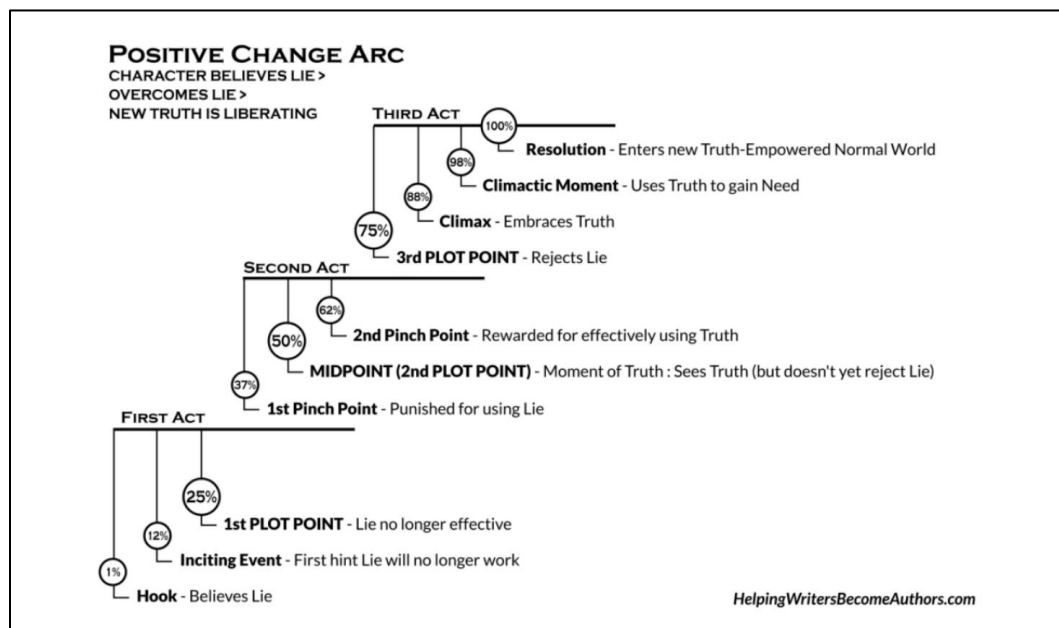 POSITIVE CHANGE ARC
CHARACTER BELIEVES LIE >
OVERCOMES LIE >
NEW TRUTH IS LIBERATING
THIRD ACT
100%
Resolution - Enters new Truth-Empowered Normal World
98%
Climactic Moment - Uses Truth to gain Need
88%
Climax - Embraces Truth
75%
3rd PLOT POINT - Rejects Lie
SECOND ACT
62%
2nd Pinch Point - Rewarded for effectively using Truth
50%
MIDPOINT (2nd PLOT POINT) - Moment of Truth : Sees Truth (but doesn't yet reject Lie)
37%
1st Pinch Point - Punished for using Lie
FIRST ACT
25%
1st PLOT POINT - Lie no longer effective
12%
Inciting Event - First hint Lie will no longer work
1%
Hook - Believes Lie
HelpingWritersBecomeAuthors.com